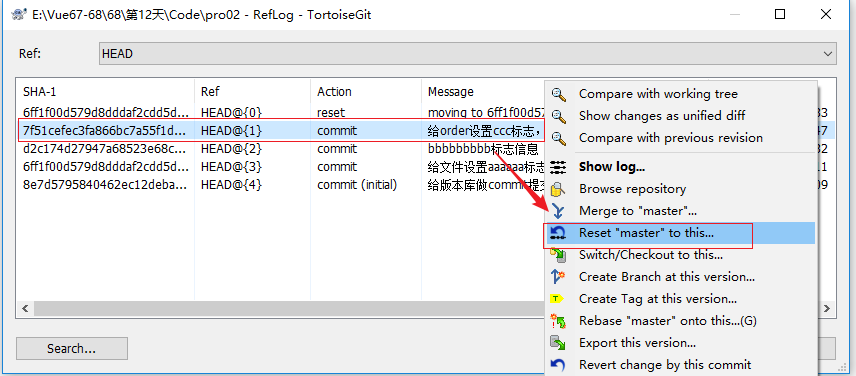 E:\Vue67-68\68\第12天\Code\pro02 - RefLog - TortoiseGit
Ref: HEAD
SHA-1 Ref Action Message
6ff1f00d579d8dddaf2cdd5d... HEAD@{0} reset moving to 6ff1f00d57 83
7f51cefec3fa866bc7a55f1d... HEAD@{1} commit 给order设置ccc标志, 47
d2c174d27947a68523e68c... HEAD@{2} commit bbbbbbbbb标志信息 82
6ff1f00d579d8dddaf2cdd5d... HEAD@{3} commit 给文件设置aaaaaa标志 32
8e7d5795840462ec12deba... HEAD@{4} commit (initial) 给版本库做commit提交 09
Compare with working tree
Show changes as unified diff
Compare with previous revision
Show log...
Browse repository
Merge to "master"...
Reset "master" to this...
Switch/Checkout to this...
Create Branch at this version...
Create Tag at this version...
Rebase "master" onto this...(G)
Export this version...
Revert change by this commit
Search...